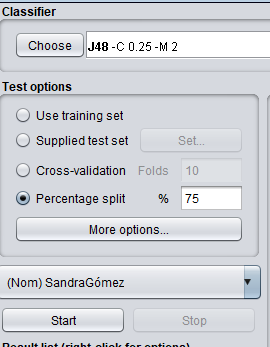 Classifier
Choose J48 -C 0.25 -M 2
Test options
Use training set
Supplied test set Set...
Cross-validation Folds 10
Percentage split % 75
More options...
(Nom) SandraGómez
Start Stop
Result list (right-click for options)